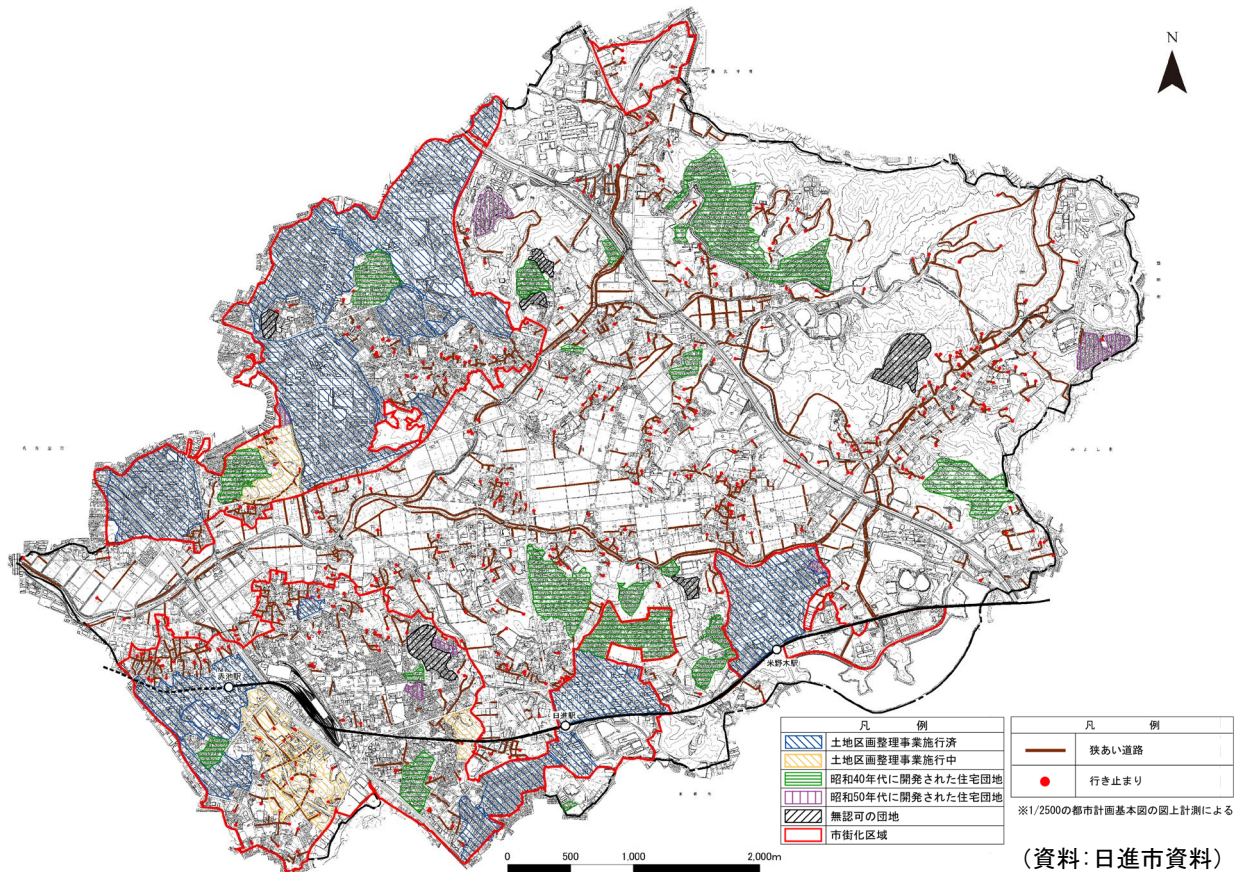 N
赤池駅
日進駅
米野木駅
凡　例
土地区画整理事業施行済
土地区画整理事業施行中
昭和40年代に開発された住宅団地
昭和50年代に開発された住宅団地
無認可の団地
市街化区域
凡　例
狭あい道路
行き止まり
※1/2500の都市計画基本図の図上計測による
0 500 1,000 2,000m
(資料:日進市資料)